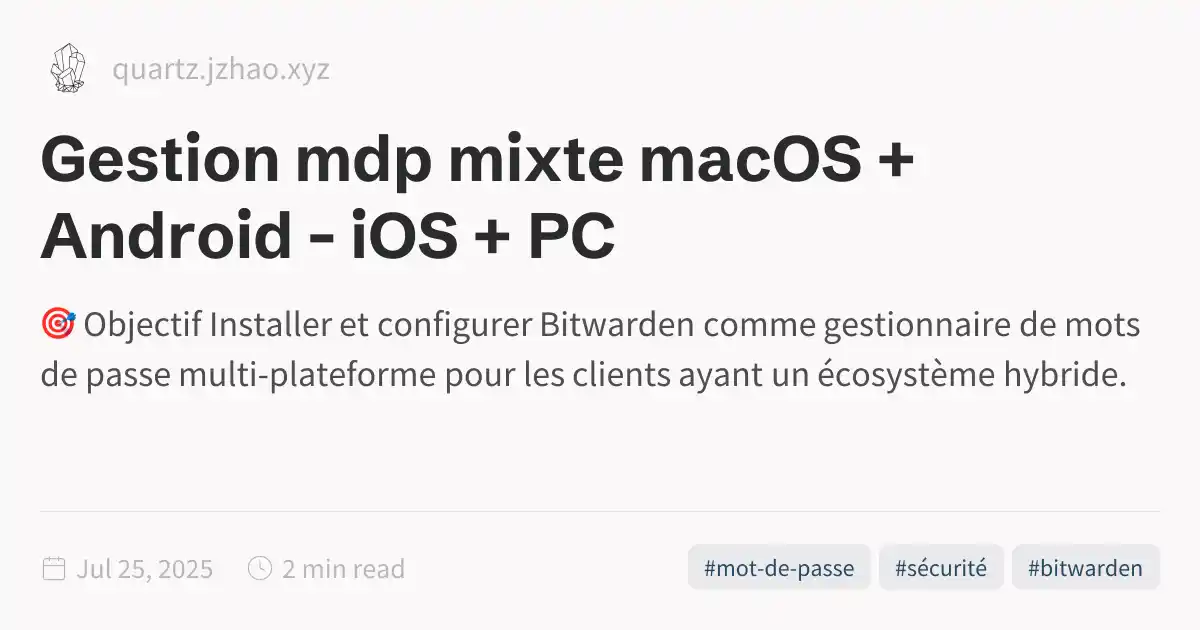 quartz.jzhao.xyz
Gestion mdp mixte macOS +
Android - iOS + PC
🎯 Objectif Installer et configurer Bitwarden comme gestionnaire de mots
de passe multi-plateforme pour les clients ayant un écosystème hybride.
Jul 25, 2025 2 min read #mot-de-passe #sécurité #bitwarden